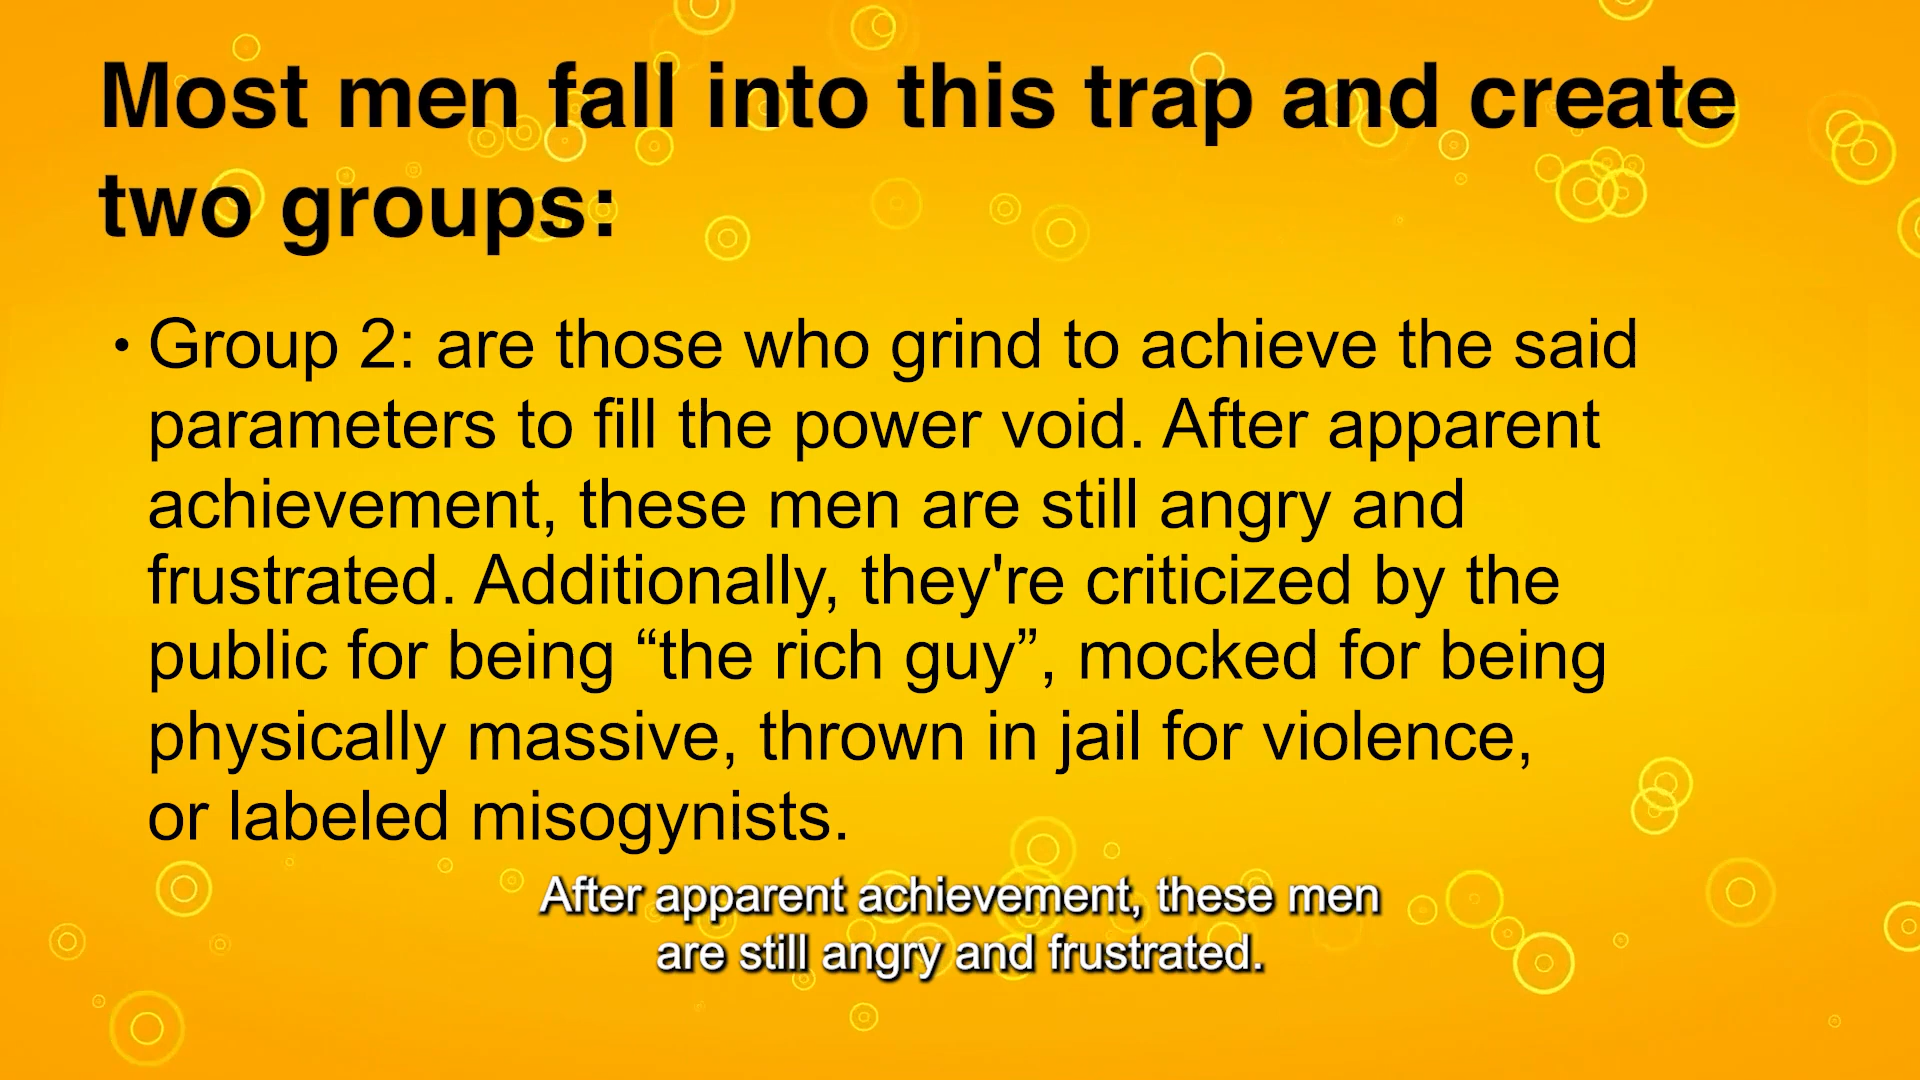 Most men fall into this trap and create
two groups:
• Group 2: are those who grind to achieve the said
parameters to fill the power void. After apparent
achievement, these men are still angry and
frustrated. Additionally, they're criticized by the
public for being “the rich guy”, mocked for being
physically massive, thrown in jail for violence,
or labeled misogynists.
After apparent achievement, these men
are still angry and frustrated.